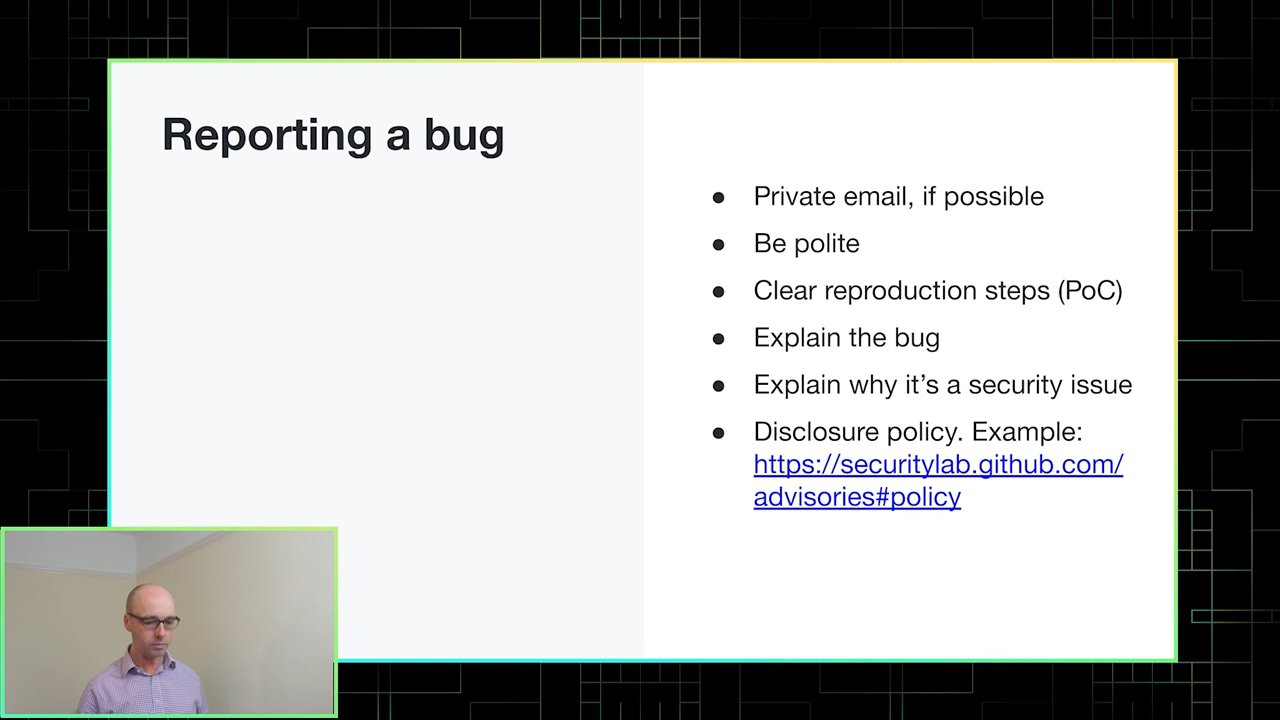 Reporting a bug
● Private email, if possible
● Be polite
● Clear reproduction steps (PoC)
● Explain the bug
● Explain why it’s a security issue
● Disclosure policy. Example:
https://securitylab.github.com/
advisories#policy